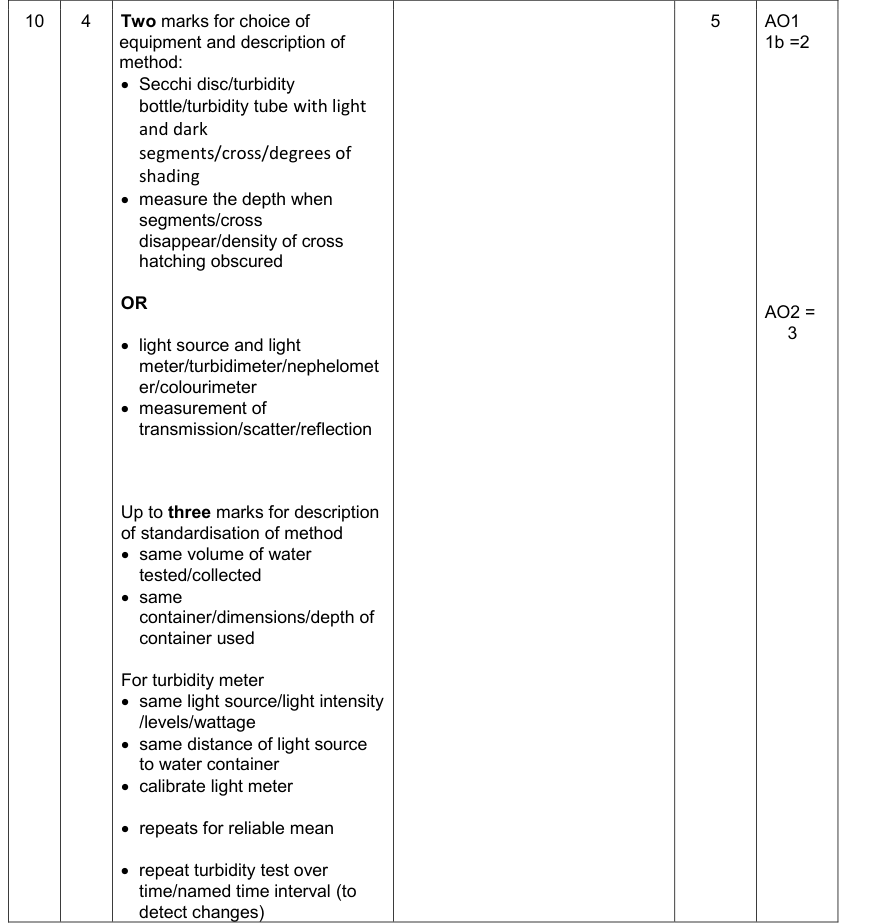 10
4
Two marks for choice of
equipment and description of
method:
• Secchi disc/turbidity
bottle/turbidity tube with light
and dark
segments/cross/degrees of
shading
• measure the depth when
segments/cross
disappear/density of cross
hatching obscured
OR
• light source and light
meter/turbidimeter/nephelomet
er/colourimeter
• measurement of
transmission/scatter/reflection
Up to three marks for description
of standardisation of method
• same volume of water
tested/collected
• same
container/dimensions/depth of
container used
For turbidity meter
• same light source/light intensity
/levels/wattage
• same distance of light source
to water container
• calibrate light meter
• repeats for reliable mean
• repeat turbidity test over
time/named time interval (to
detect changes)
5
AO1
1b =2
AO2 =
3